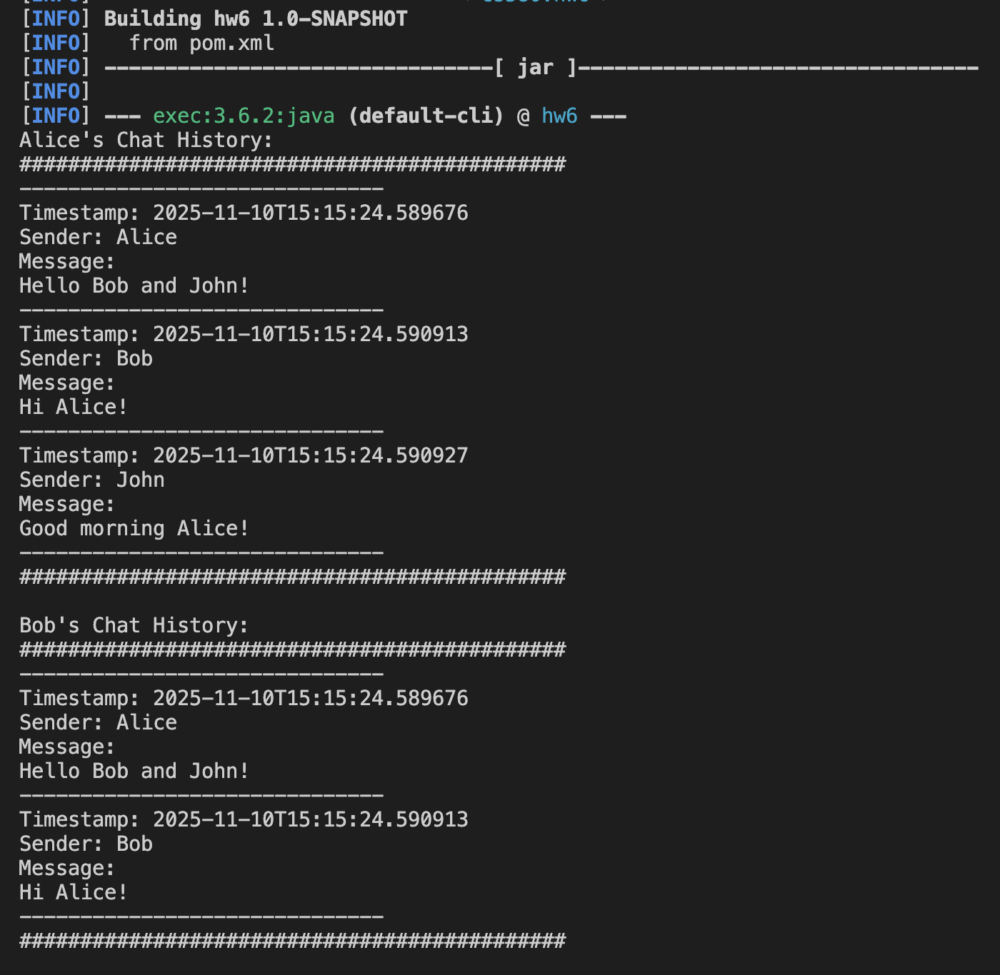 [INFO] Building hw6 1.0-SNAPSHOT
[INFO]   from pom.xml
[INFO] --------------------------------[ jar ]---------------------------------
[INFO]
[INFO] --- exec:3.6.2:java (default-cli) @ hw6 ---
Alice's Chat History:
#############################################
------------------------------
Timestamp: 2025-11-10T15:15:24.589676
Sender: Alice
Message:
Hello Bob and John!
------------------------------
Timestamp: 2025-11-10T15:15:24.590913
Sender: Bob
Message:
Hi Alice!
------------------------------
Timestamp: 2025-11-10T15:15:24.590927
Sender: John
Message:
Good morning Alice!
------------------------------
#############################################

Bob's Chat History:
#############################################
------------------------------
Timestamp: 2025-11-10T15:15:24.589676
Sender: Alice
Message:
Hello Bob and John!
------------------------------
Timestamp: 2025-11-10T15:15:24.590913
Sender: Bob
Message:
Hi Alice!
------------------------------
#############################################